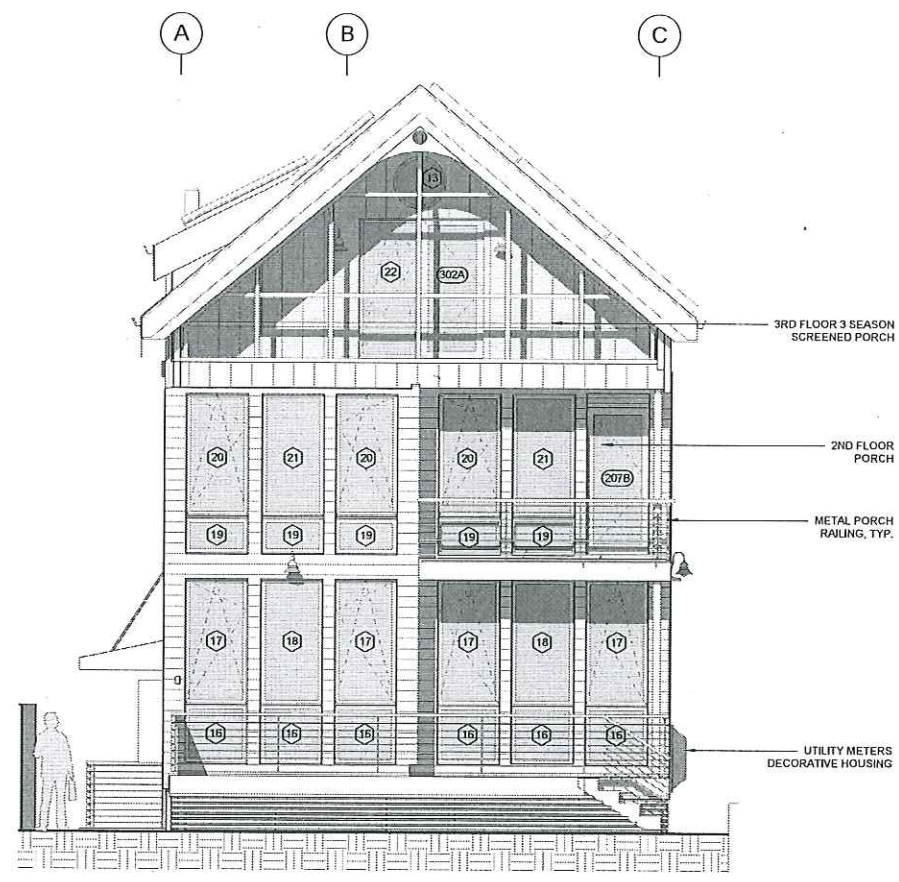 A B C
13
22 302A
3RD FLOOR 3 SEASON
SCREENED PORCH
20 21 20 20 21
2ND FLOOR
PORCH
207B
METAL PORCH
RAILING, TYP.
19 19 19 19 19
17 18 17 17 18 17
16 16 16 16 16 16
UTILITY METERS
DECORATIVE HOUSING